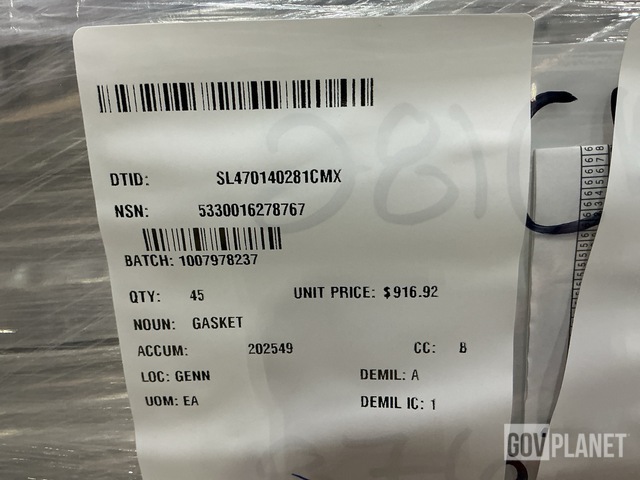 DTID: SL470140281CMX
NSN: 5330016278767
BATCH: 1007978237
QTY: 45 UNIT PRICE: $916.92
NOUN: GASKET
ACCUM: 202549 CC: B
LOC: GENN DEMIL: A
UOM: EA DEMIL IC: 1
GOVPLANET